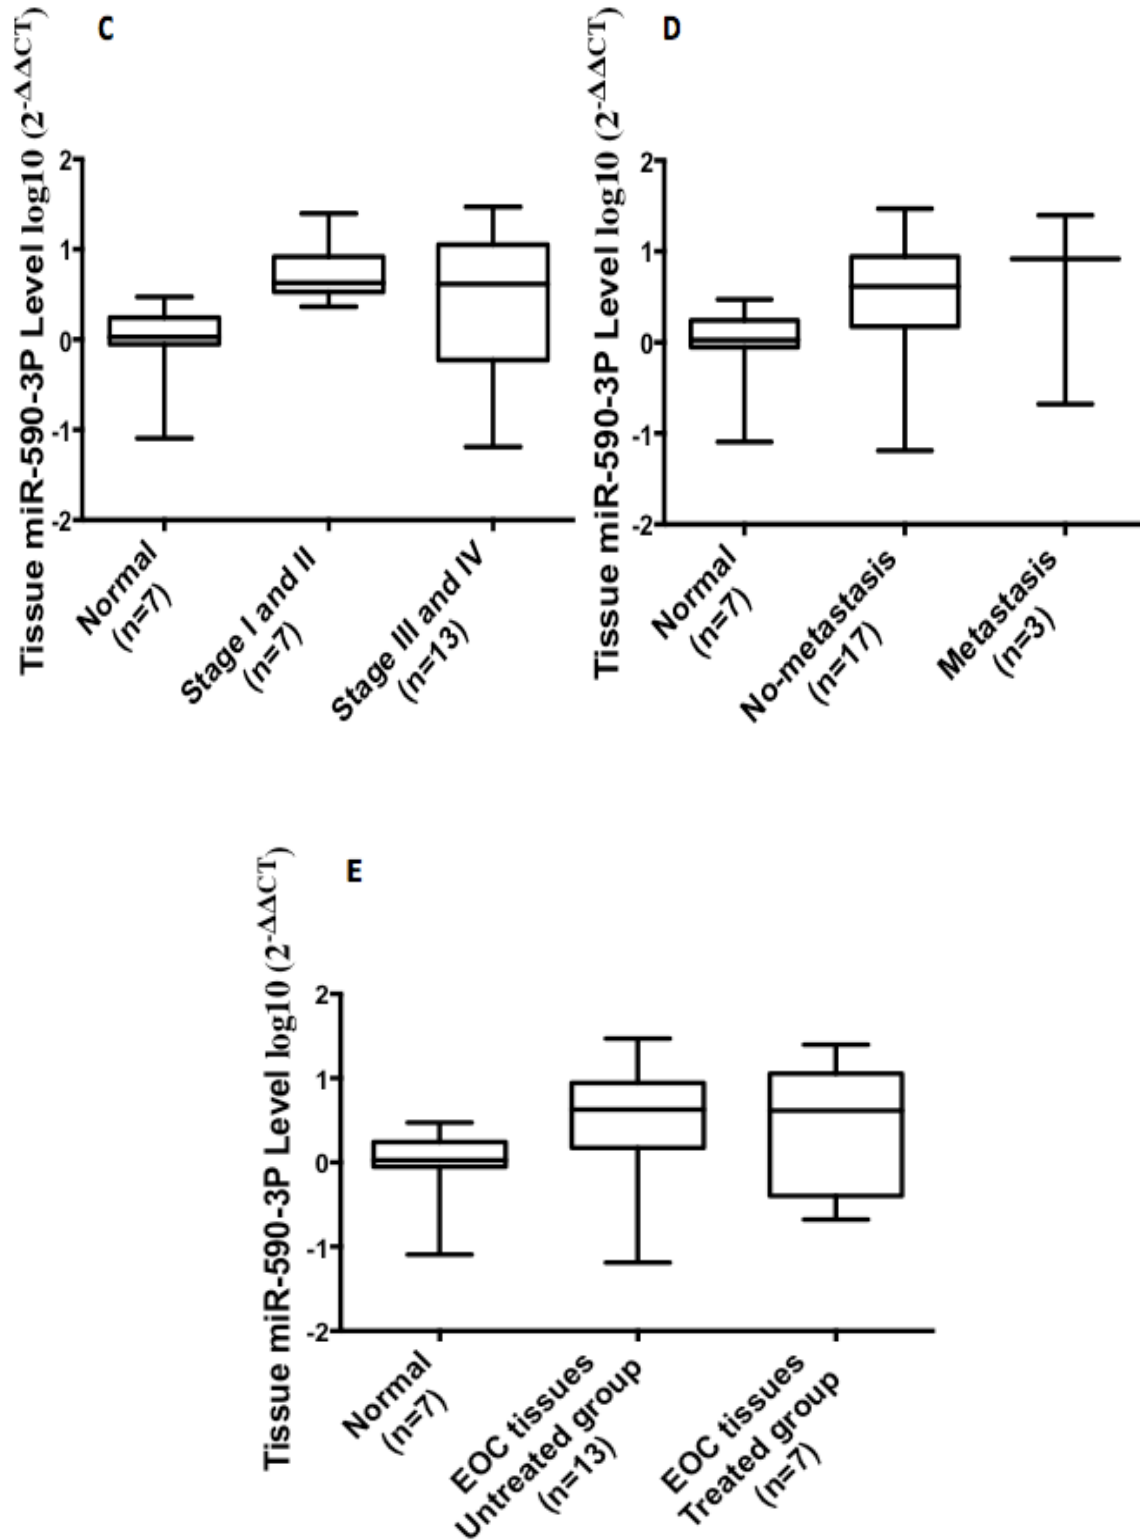 C
Tissue miR-590-3P Level log10 (2-ΔΔCT)
2
1
0
-1
-2
Normal
(n=7)
Stage I and II
(n=7)
Stage III and IV
(n=13)
D
Tissue miR-590-3P Level log10 (2-ΔΔCT)
2
1
0
-1
-2
Normal
(n=7)
No-metastasis
(n=17)
Metastasis
(n=3)
E
Tissue miR-590-3P Level log10 (2-ΔΔCT)
2
1
0
-1
-2
Normal
(n=7)
EOC tissues
Untreated group
(n=13)
EOC tissues
Treated group
(n=7)